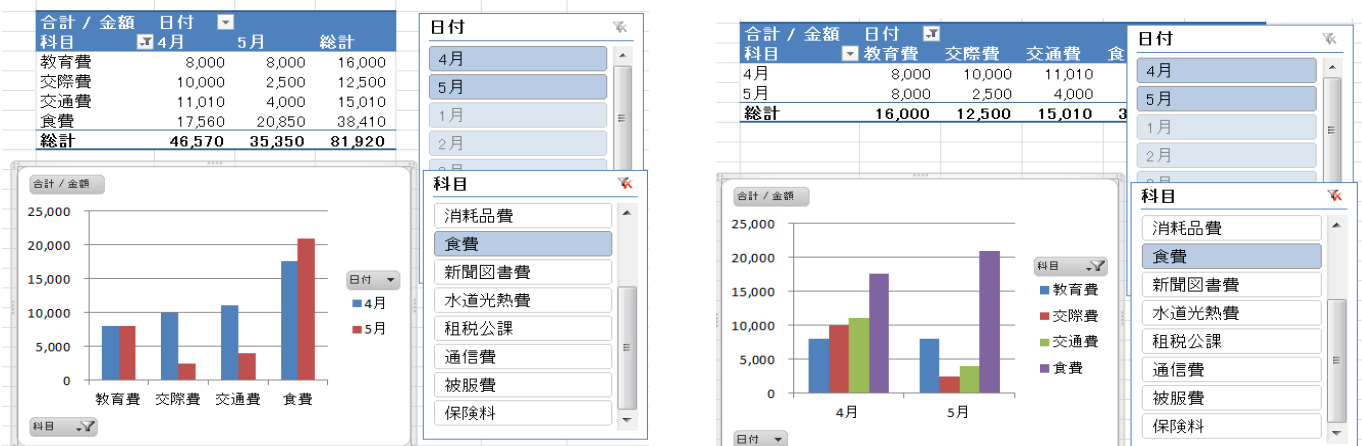 合計 / 金額 日付
科目 4月 5月 総計
教育費 8,000 8,000 16,000
交際費 10,000 2,500 12,500
交通費 11,010 4,000 15,010
食費 17,560 20,850 38,410
総計 46,570 35,350 81,920
日付
4月
5月
1月
2月
合計 / 金額
25,000
20,000
15,000
10,000
5,000
0
教育費 交際費 交通費 食費
日付
4月
5月
科目
科目
消耗品費
食費
新聞図書費
水道光熱費
租税公課
通信費
被服費
保険料
合計 / 金額 日付
科目 教育費 交際費 交通費 食
4月 8,000 10,000 11,010
5月 8,000 2,500 4,000
総計 16,000 12,500 15,010 3
日付
4月
5月
1月
2月
合計 / 金額
25,000
20,000
15,000
10,000
5,000
0
4月 5月
科目
教育費
交際費
交通費
食費
日付
科目
消耗品費
食費
新聞図書費
水道光熱費
租税公課
通信費
被服費
保険料